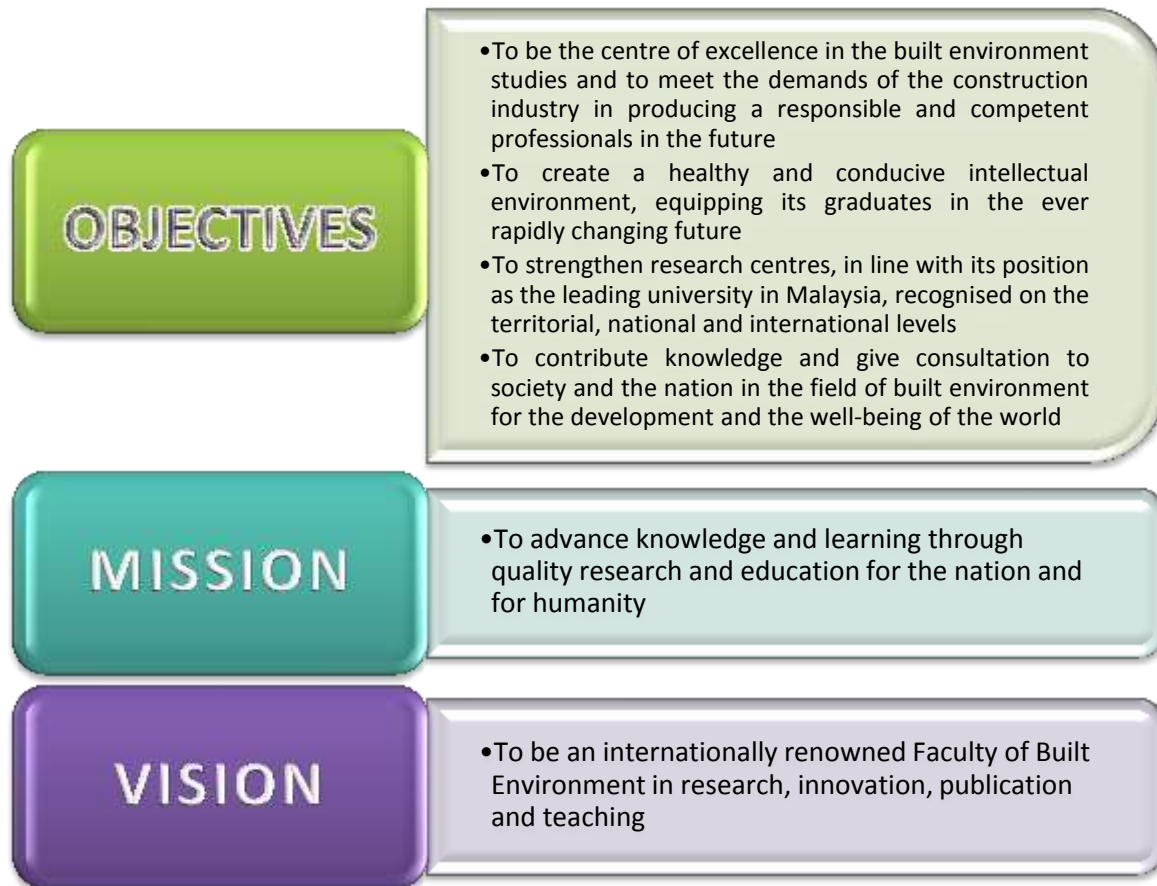 OBJECTIVES
•To be the centre of excellence in the built environment
studies and to meet the demands of the construction
industry in producing a responsible and competent
professionals in the future
•To create a healthy and conducive intellectual
environment, equipping its graduates in the ever
rapidly changing future
•To strengthen research centres, in line with its position
as the leading university in Malaysia, recognised on the
territorial, national and international levels
•To contribute knowledge and give consultation to
society and the nation in the field of built environment
for the development and the well-being of the world
MISSION
•To advance knowledge and learning through
quality research and education for the nation and
for humanity
VISION
•To be an internationally renowned Faculty of Built
Environment in research, innovation, publication
and teaching